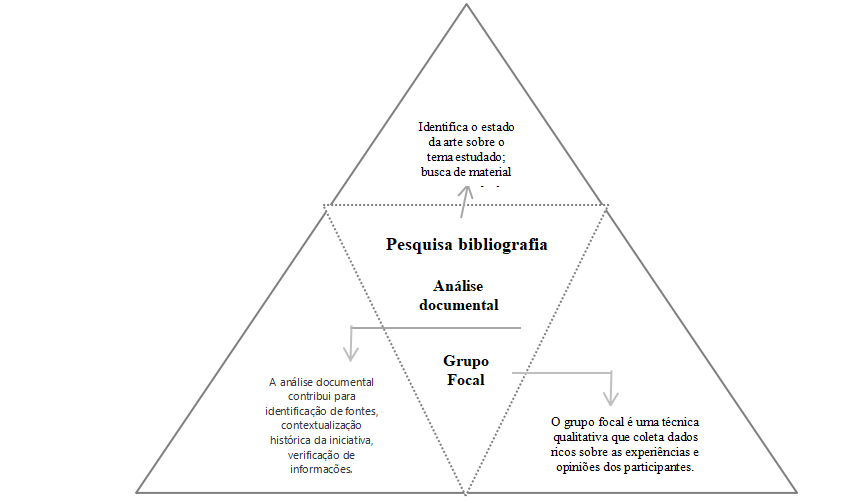 Identifica o estado
da arte sobre o
tema estudado;
busca de material
Pesquisa bibliografia
Análise
documental
Grupo
Focal
A análise documental
contribui para
identificação de fontes,
contextualização
histórica da iniciativa,
verificação de
informações.
O grupo focal é uma técnica
qualitativa que coleta dados
ricos sobre as experiências e
opiniões dos participantes.